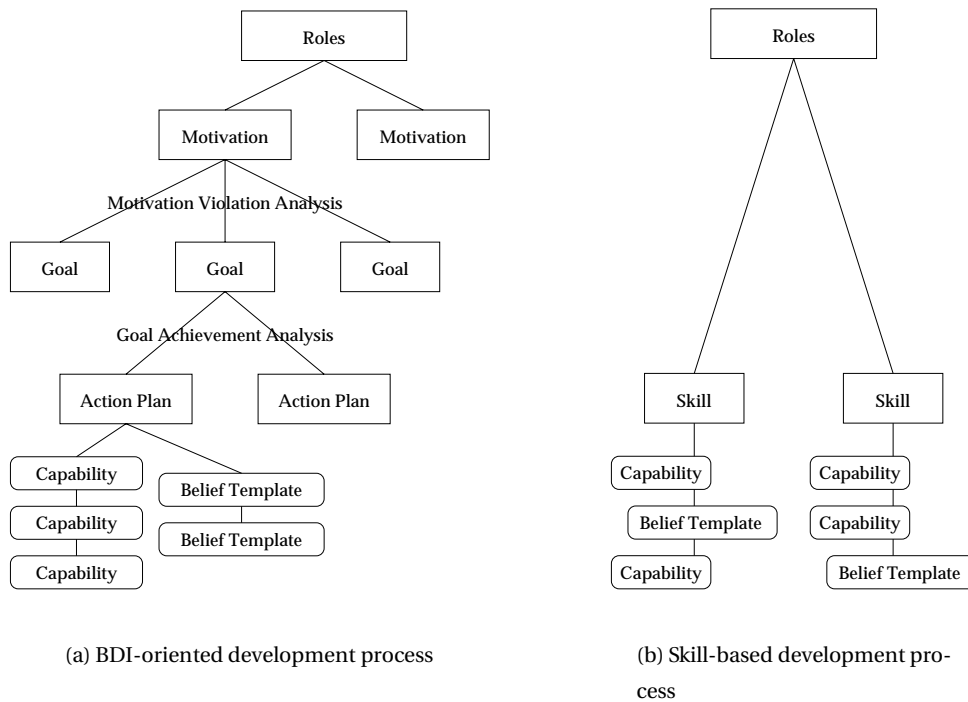 Roles
Motivation
Motivation
Motivation Violation Analysis
Goal
Goal
Goal
Goal Achievement Analysis
Action Plan
Action Plan
Capability
Belief Template
Capability
Belief Template
Capability
(a) BDI-oriented development process
Roles
Skill
Skill
Capability
Capability
Belief Template
Capability
Capability
Belief Template
(b) Skill-based development pro-
cess